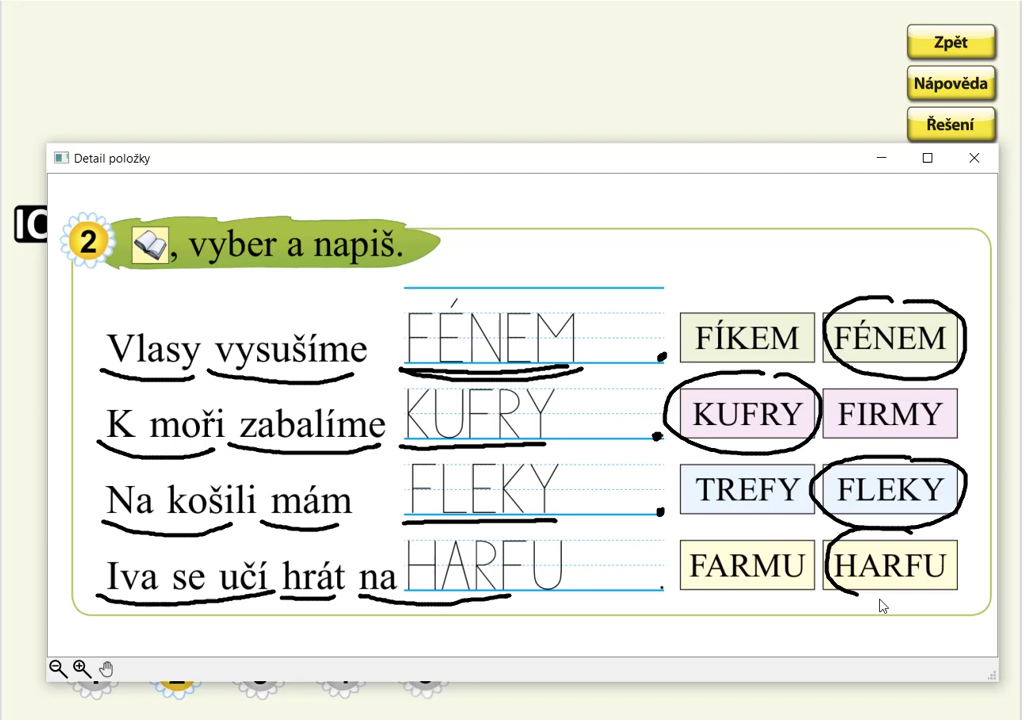 Zpět
Nápověda
Řešení
Detail položky
2 , vyber a napiš.
Vlasy vysušíme FÉNEM. FÍKEM FÉNEM
K moři zabalíme KUFRY. KUFRY FIRMY
Na košili mám FLEKY. TREFY FLEKY
Iva se učí hrát na HARFU. FARMU HARFU